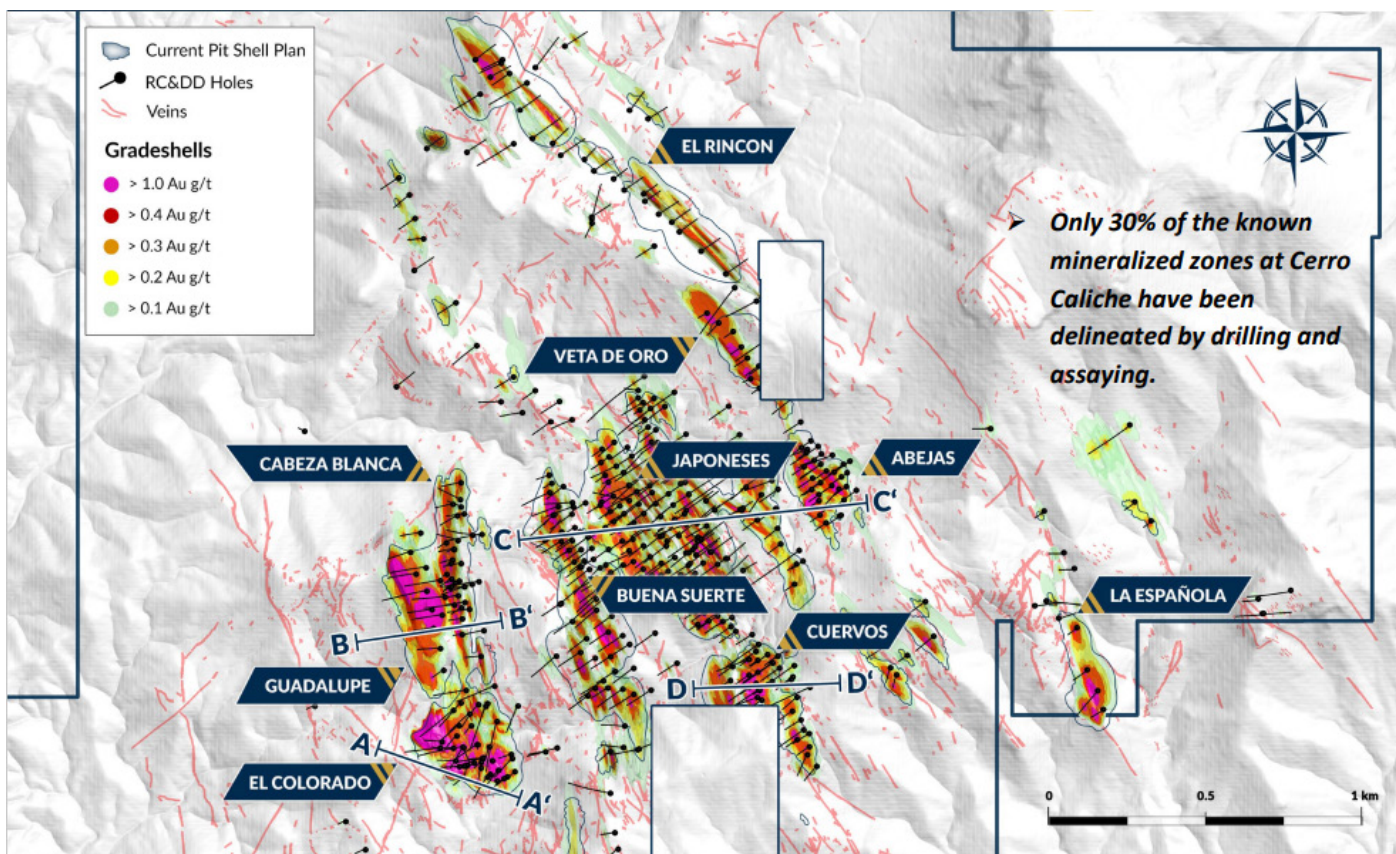 Current Pit Shell Plan
RC&DD Holes
Veins
Gradeshells
> 1.0 Au g/t
> 0.4 Au g/t
> 0.3 Au g/t
> 0.2 Au g/t
> 0.1 Au g/t
EL RINCON
➢ Only 30% of the known
mineralized zones at Cerro
Caliche have been
delineated by drilling and
assaying.
VETA DE ORO
CABEZA BLANCA
JAPONESES
ABEJAS
C
C'
BUENA SUERTE
LA ESPAÑOLA
B
B'
CUERVOS
GUADALUPE
D
D'
A
A'
EL COLORADO
0
0.5
1 km